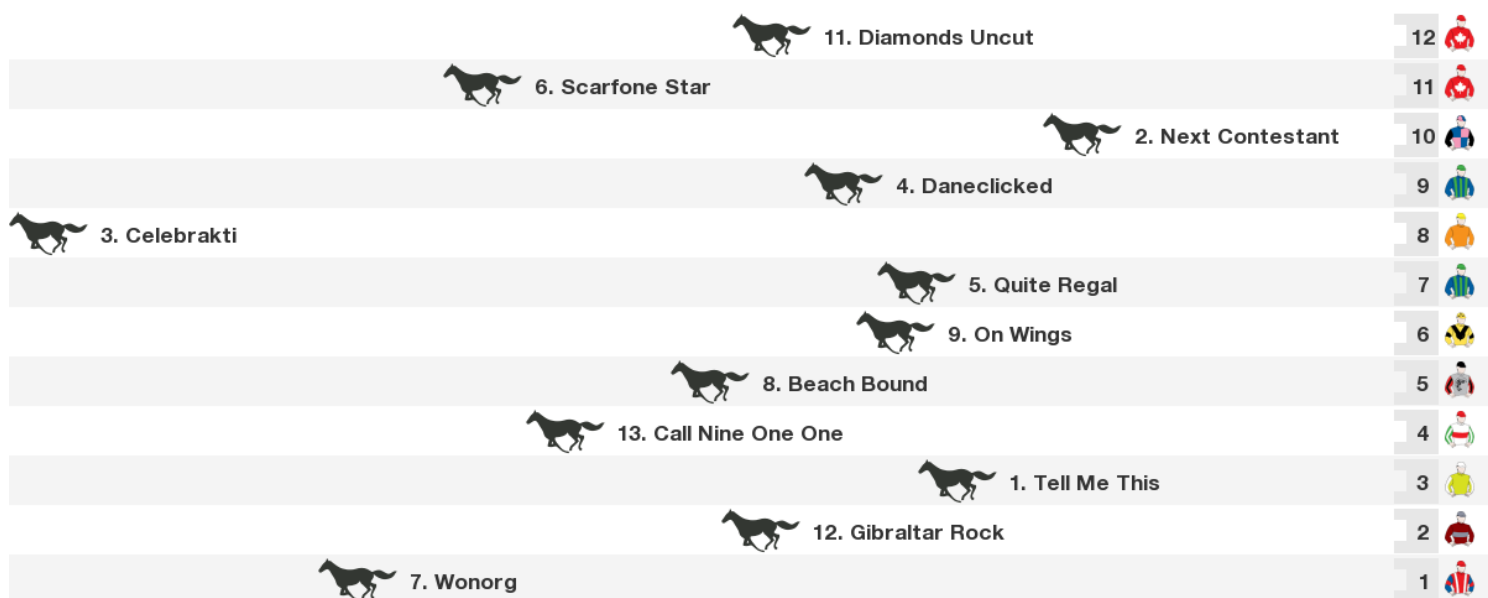 11. Diamonds Uncut 12
6. Scarfone Star 11
2. Next Contestant 10
4. Daneclicked 9
3. Celebrakti 8
5. Quite Regal 7
9. On Wings 6
8. Beach Bound 5
13. Call Nine One One 4
1. Tell Me This 3
12. Gibraltar Rock 2
7. Wonorg 1